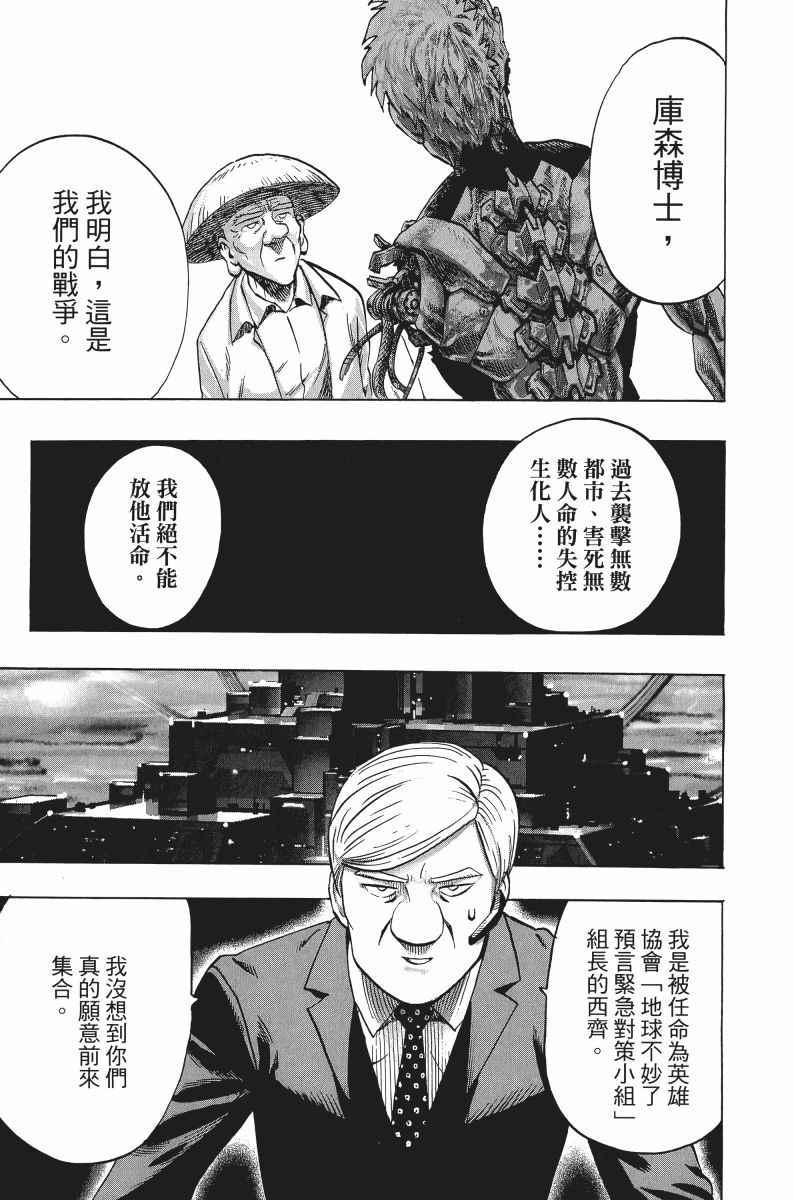 庫森博士，
我明白，這是
我們的戰爭。
過去襲擊無數
都市、害死無
數人命的失控
生化人……
我們絕不能
放他活命。
我是被任命為英雄
協會「地球不妙了
預言緊急對策小組」
組長的西齊。
我沒想到你們
真的願意前來
集合。